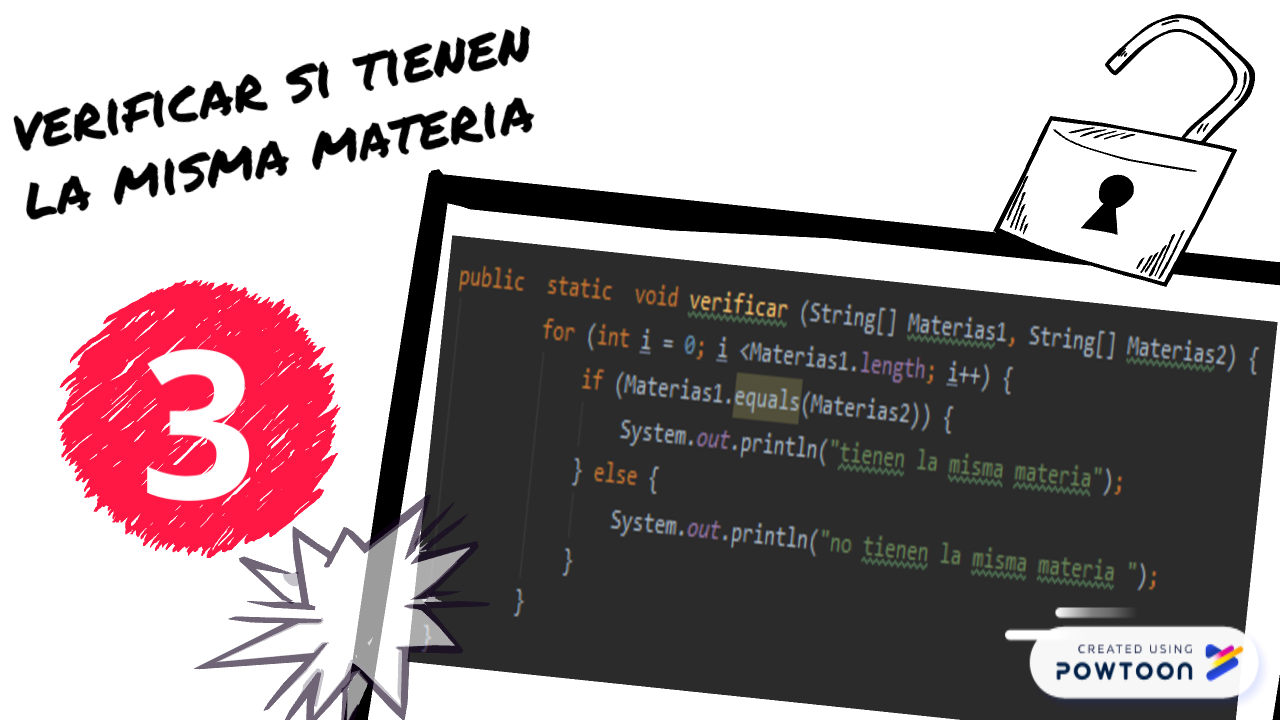 VERIFICAR SI TIENEN
LA MISMA MATERIA
3
public static void verificar (String[] Materias1, String[] Materias2) {
for (int i = 0; i <Materias1.length; i++) {
if (Materias1.equals(Materias2)) {
System.out.println("tienen la misma materia");
} else {
System.out.println("no tienen la misma materia ");
}
}
}
CREATED USING
POWTOON